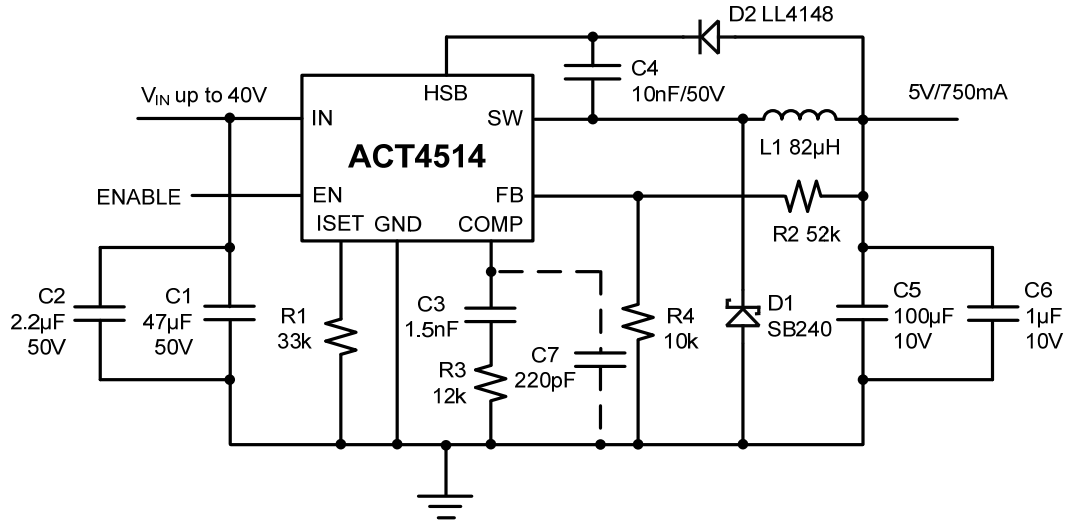 D2 LL4148
C4
10nF/50V
HSB
V_IN up to 40V
5V/750mA
IN
SW
L1 82µH
ACT4514
ENABLE
EN
FB
ISET
GND
COMP
R2 52k
C2
2.2µF
50V
C1
47µF
50V
R1
33k
C3
1.5nF
R3
12k
C7
220pF
R4
10k
D1
SB240
C5
100µF
10V
C6
1µF
10V